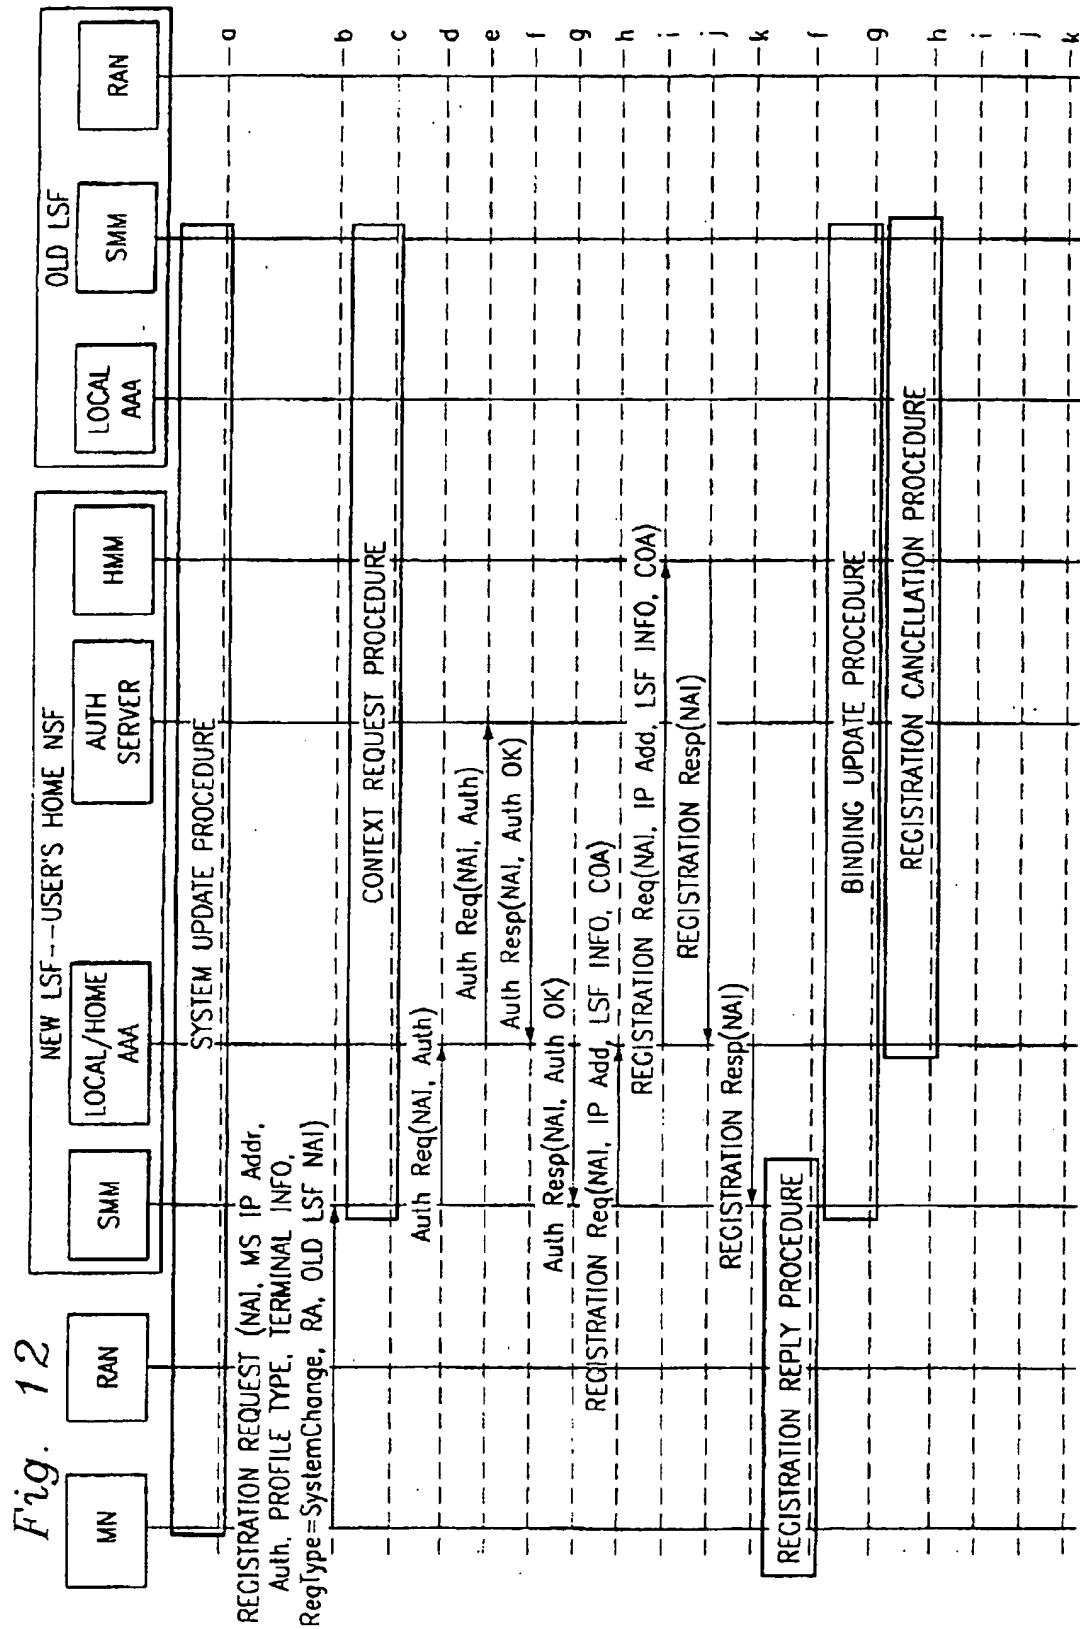 Fig. 12
NEW LSF--USER'S HOME NSF
OLD LSF
MN
RAN
SMM
LOCAL/HOME
AAA
AUTH
SERVER
HMM
LOCAL
AAA
SMM
RAN
SYSTEM UPDATE PROCEDURE
a
REGISTRATION REQUEST (NAI, MS IP Addr,
Auth, PROFILE TYPE, TERMINAL INFO,
RegType=SystemChange, RA, OLD LSF NAI)
b
CONTEXT REQUEST PROCEDURE
c
Auth Req(NAI, Auth)
d
Auth Req(NAI, Auth)
e
Auth Resp(NAI, Auth OK)
f
Auth Resp(NAI, Auth OK)
g
REGISTRATION Req(NAI, IP Add, LSF INFO, COA)
h
REGISTRATION Req(NAI, IP Add, LSF INFO, COA)
i
REGISTRATION Resp(NAI)
j
REGISTRATION Resp(NAI)
k
REGISTRATION REPLY PROCEDURE
f
BINDING UPDATE PROCEDURE
g
REGISTRATION CANCELLATION PROCEDURE
h
i
j
k